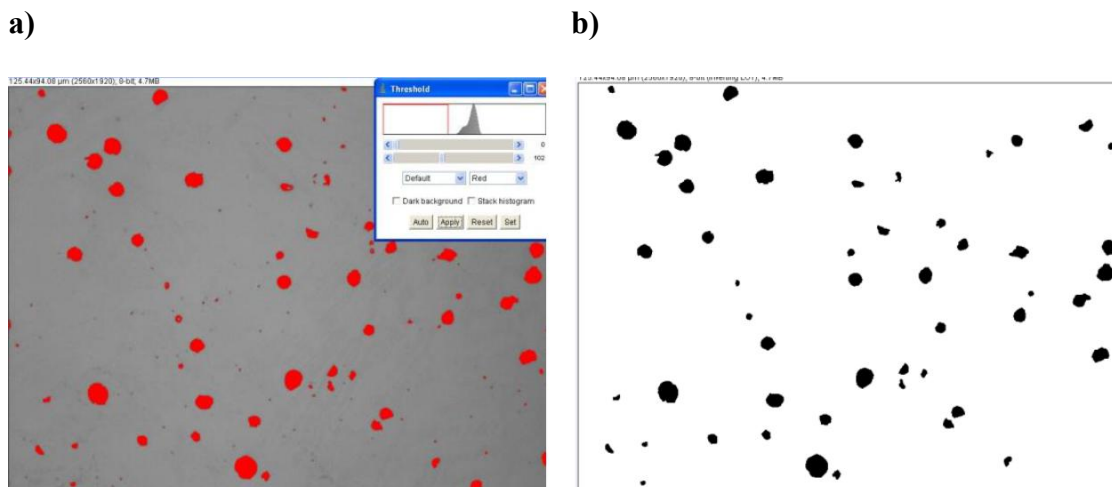 a)
b)
125.44x94.08 µm (2560x1920); 8-bit; 4.7MB
Threshold
0
102
Default
Red
Dark background
Stack histogram
Auto
Apply
Reset
Set